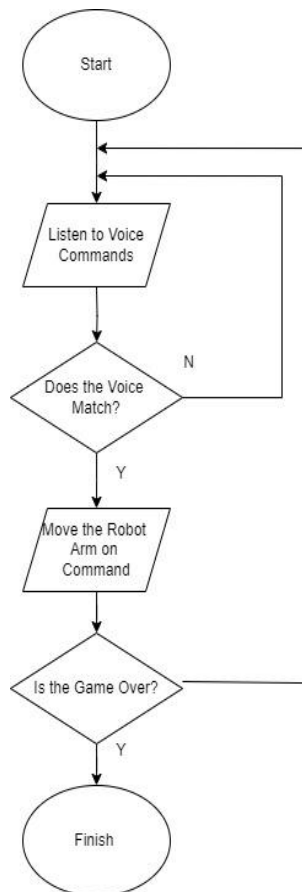 Start
Listen to Voice
Commands
Does the Voice
Match?
N
Y
Move the Robot
Arm on
Command
Is the Game Over?
Y
Finish